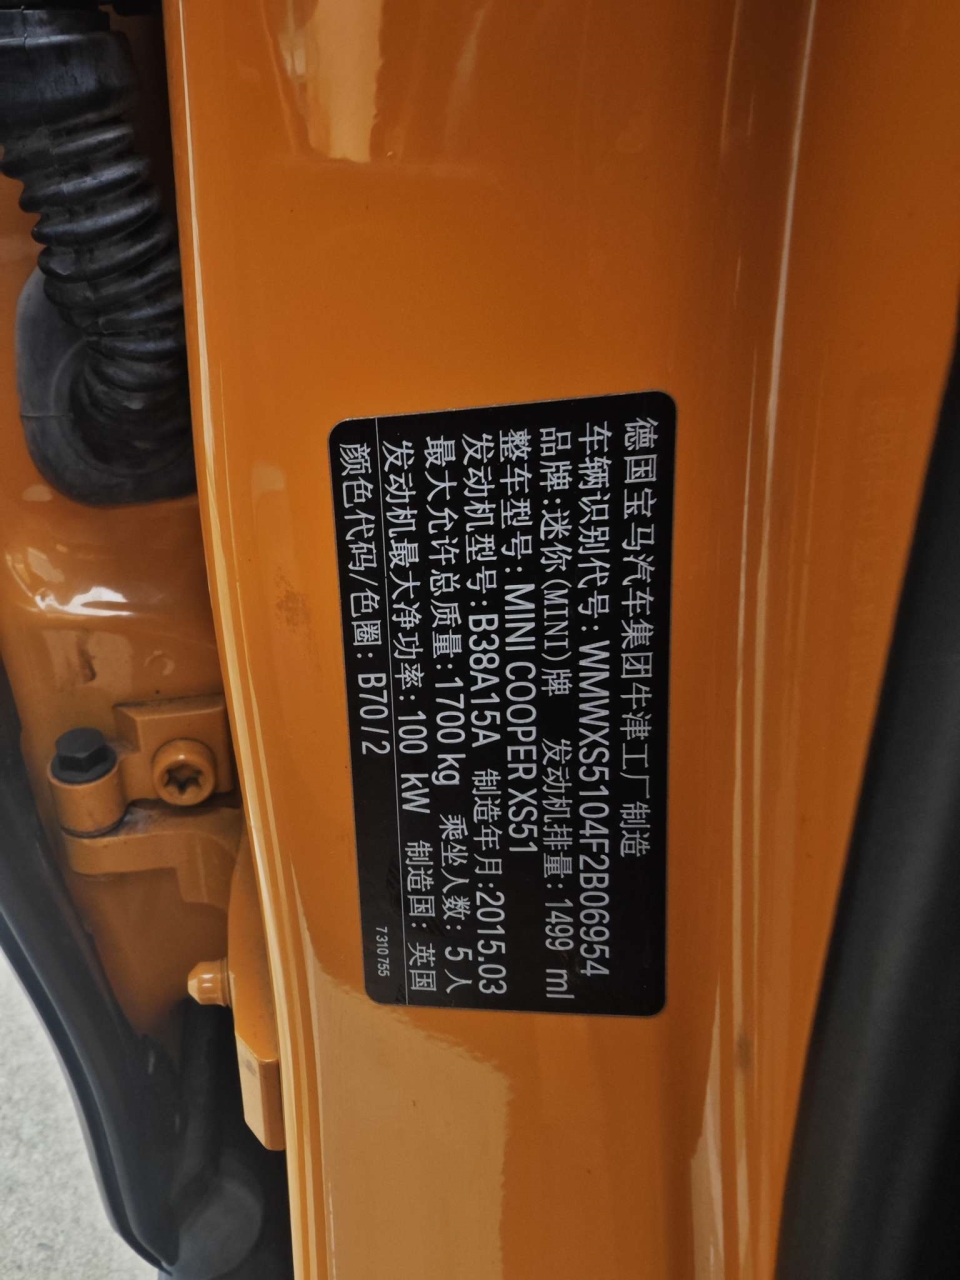 德国宝马汽车集团牛津工厂制造
车辆识别代号: WMWXS5104F2B06954
品牌:迷你(MINI)牌 发动机排量:1499 ml
整车型号: MINI COOPER XS51
发动机型号: B38A15A 制造年月:2015.03
最大允许总质量:1700 kg 乘坐人数: 5 人
发动机最大净功率: 100 kW 制造国: 英国
颜色代码/色圈: B70/2 7 310 755